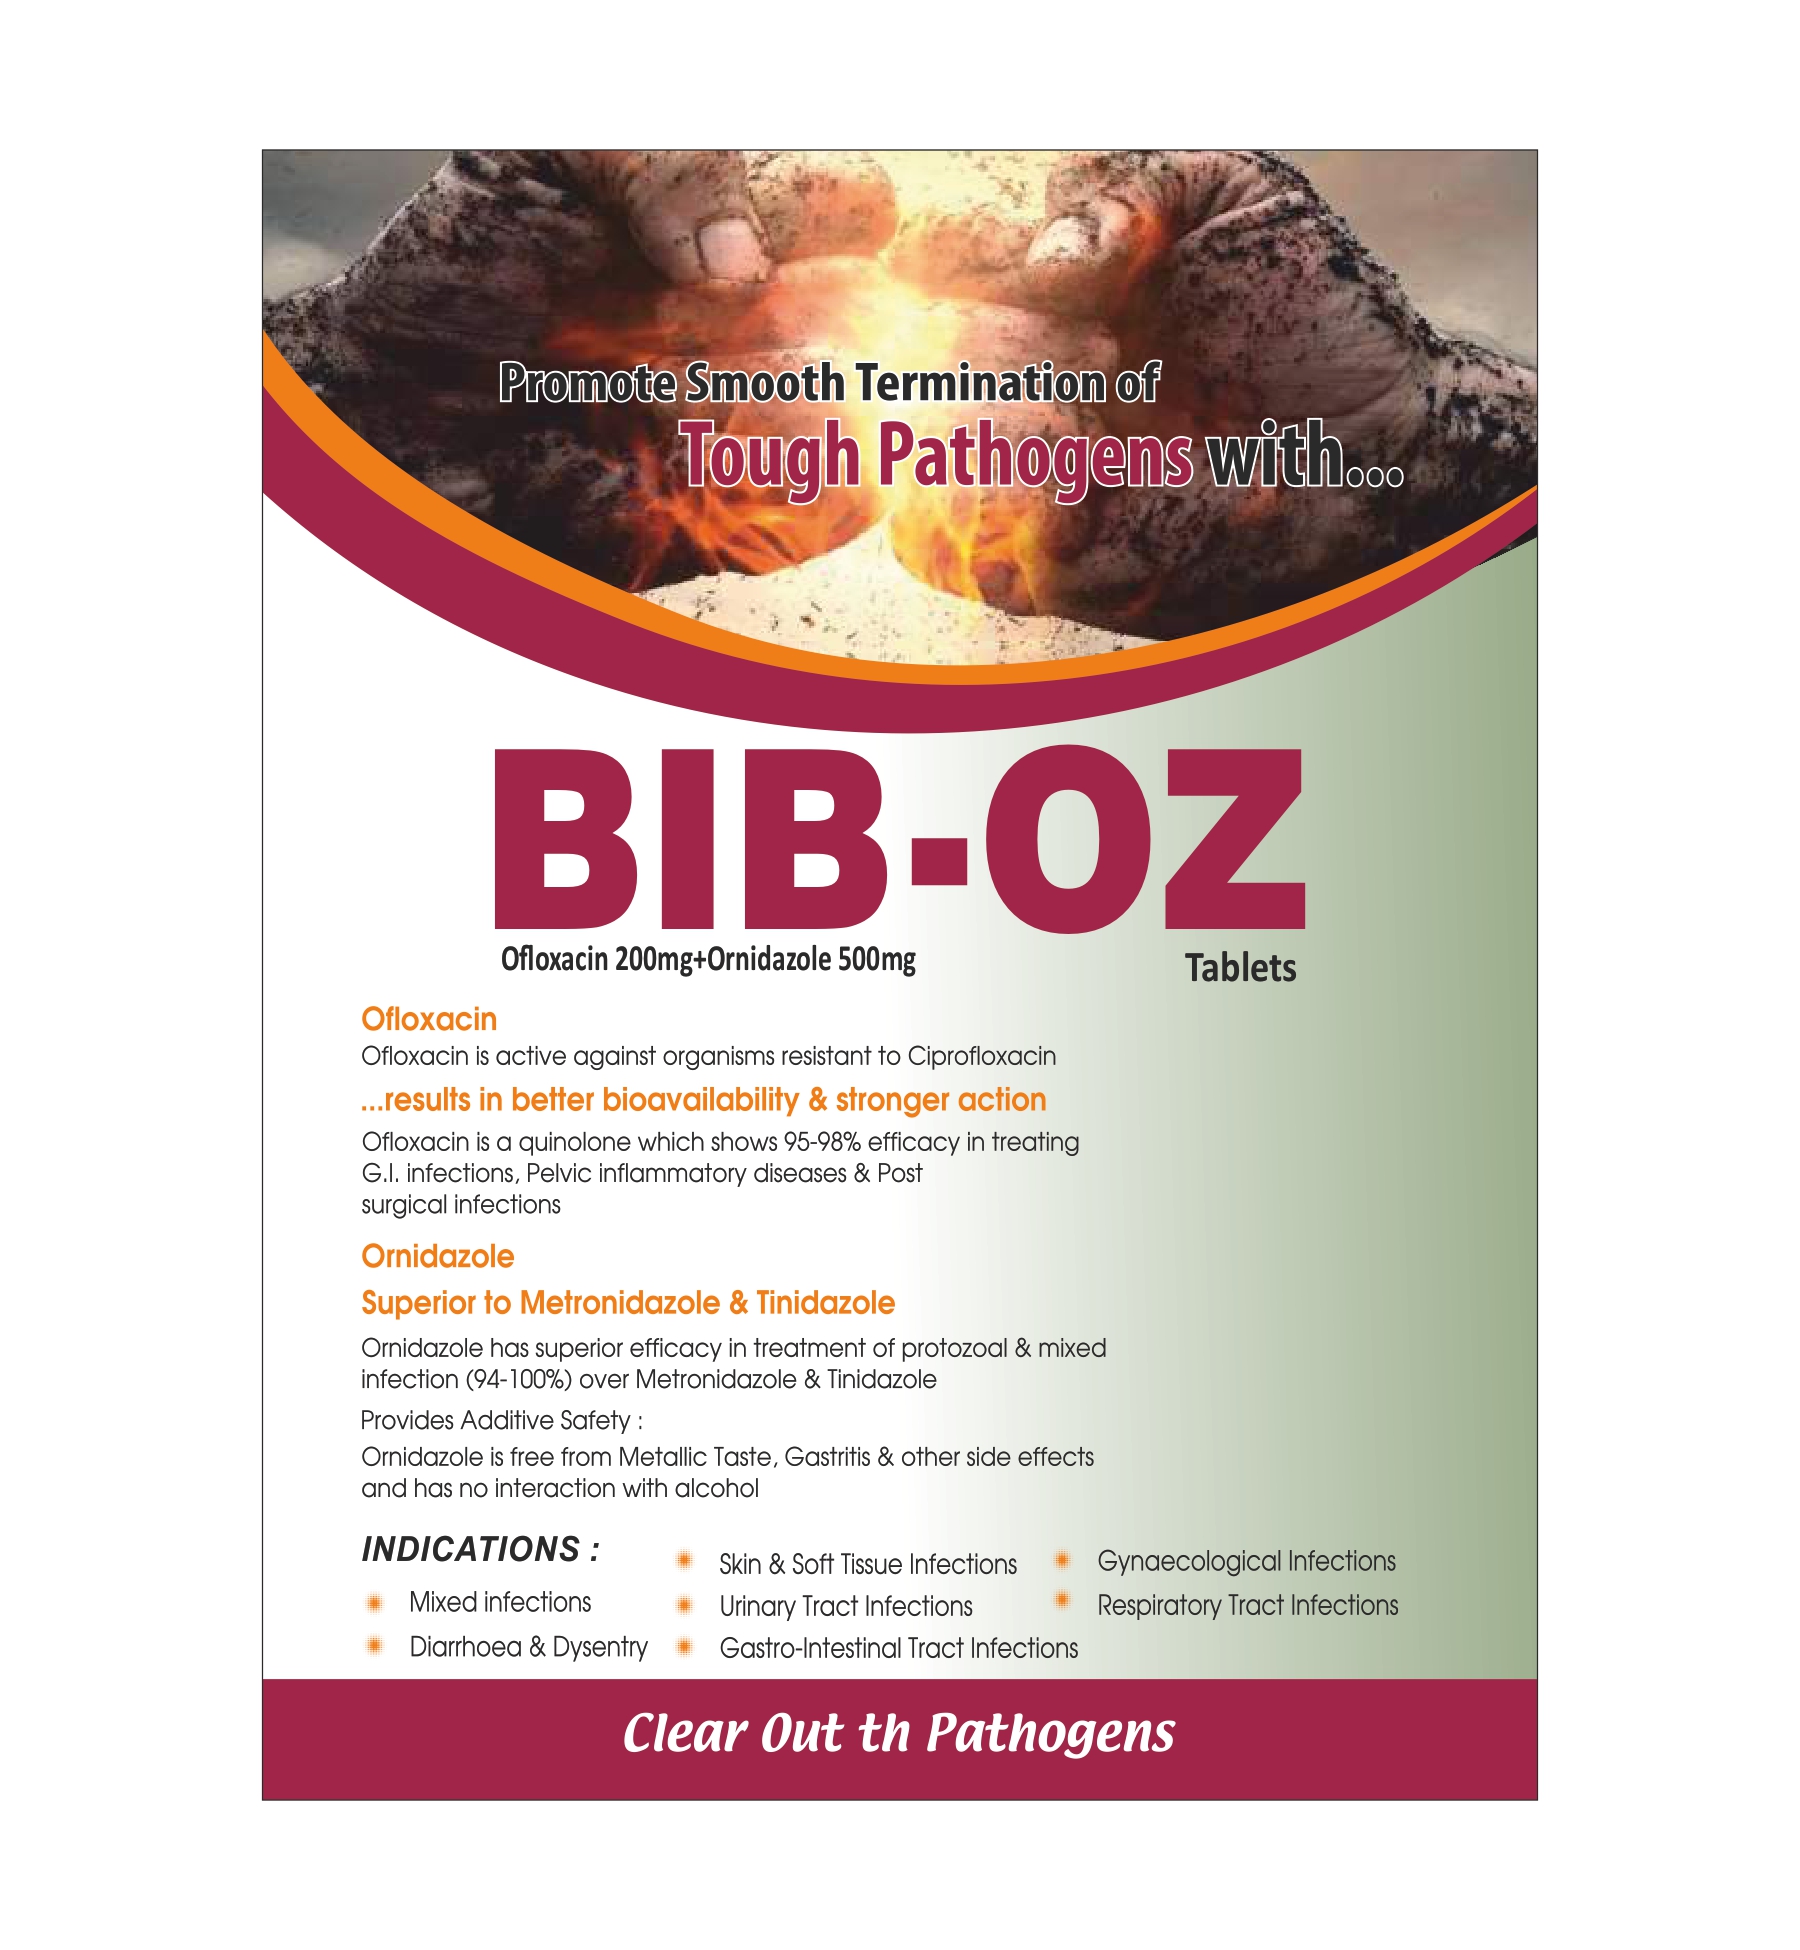 Promote Smooth Termination of
Tough Pathogens with...
BIB-OZ
Ofloxacin 200mg+Ornidazole 500mg
Tablets
Ofloxacin
Ofloxacin is active against organisms resistant to Ciprofloxacin
...results in better bioavailability & stronger action
Ofloxacin is a quinolone which shows 95-98% efficacy in treating
G.I. infections, Pelvic inflammatory diseases & Post
surgical infections
Ornidazole
Superior to Metronidazole & Tinidazole
Ornidazole has superior efficacy in treatment of protozoal & mixed
infection (94-100%) over Metronidazole & Tinidazole
Provides Additive Safety :
Ornidazole is free from Metallic Taste, Gastritis & other side effects
and has no interaction with alcohol
INDICATIONS :
Mixed infections
Diarrhoea & Dysentry
Skin & Soft Tissue Infections
Urinary Tract Infections
Gastro-Intestinal Tract Infections
Gynaecological Infections
Respiratory Tract Infections
Clear Out th Pathogens